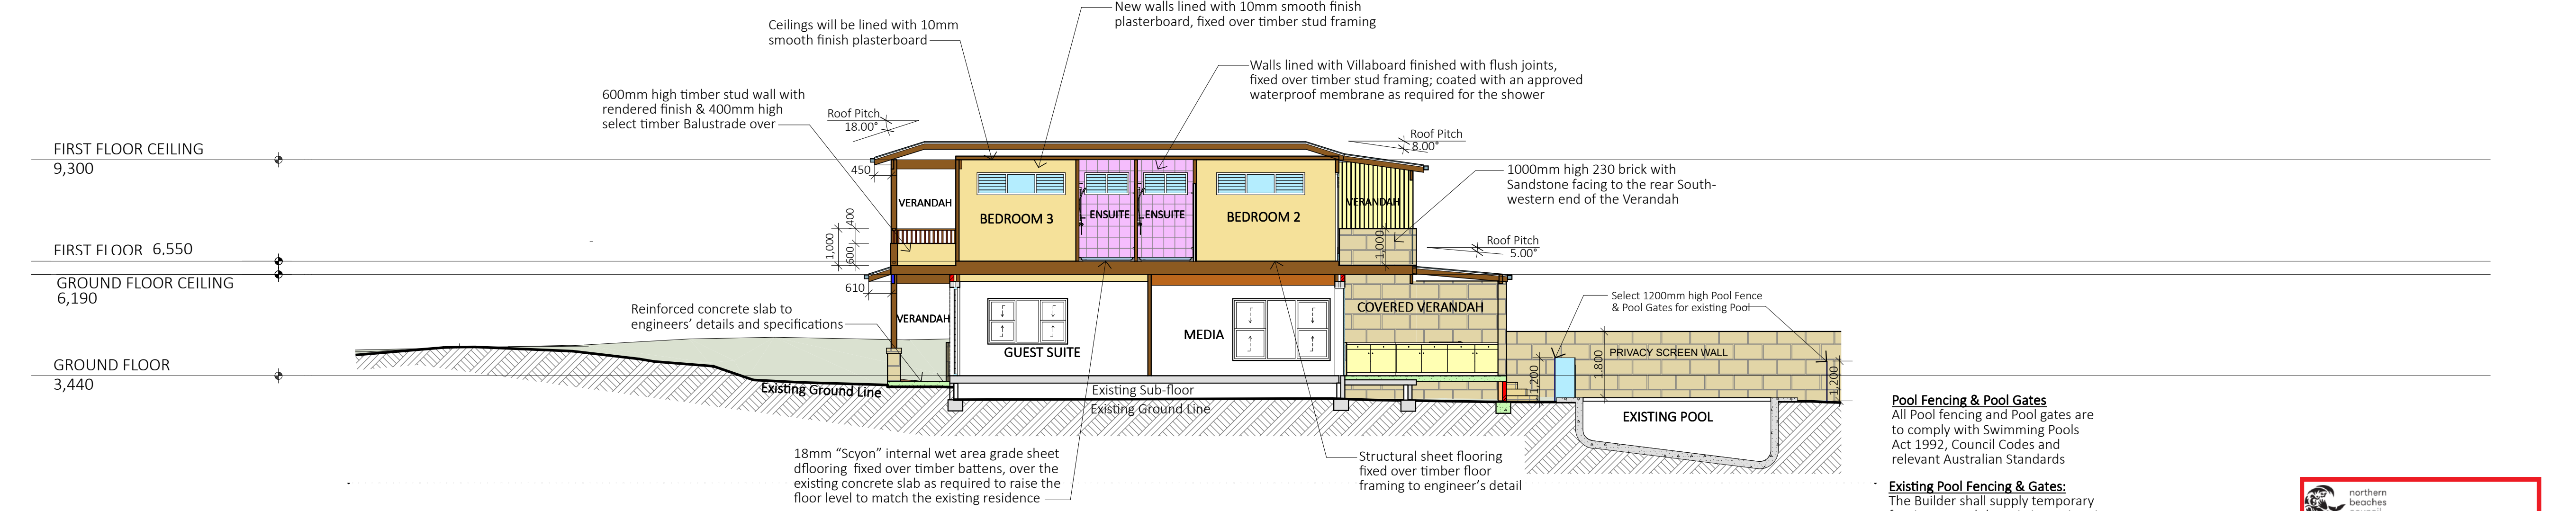 New walls lined with 10mm smooth finish
plasterboard, fixed over timber stud framing
Ceilings will be lined with 10mm
smooth finish plasterboard
Walls lined with Villaboard finished with flush joints,
fixed over timber stud framing; coated with an approved
waterproof membrane as required for the shower
600mm high timber stud wall with
rendered finish & 400mm high
select timber Balustrade over
Roof Pitch
18.00°
Roof Pitch
8.00°
FIRST FLOOR CEILING
9,300
450
1000mm high 230 brick with
Sandstone facing to the rear South-
western end of the Verandah
VERANDAH
BEDROOM 3
ENSUITE
ENSUITE
BEDROOM 2
VERANDAH
400
1,000
600
1,000
Roof Pitch
5.00°
FIRST FLOOR 6,550
GROUND FLOOR CEILING
6,190
610
Reinforced concrete slab to
engineers' details and specifications
VERANDAH
GUEST SUITE
MEDIA
COVERED VERANDAH
Select 1200mm high Pool Fence
& Pool Gates for existing Pool
PRIVACY SCREEN WALL
1,800
1,200
1,200
GROUND FLOOR
3,440
Existing Ground Line
Existing Sub-floor
Existing Ground Line
EXISTING POOL
Pool Fencing & Pool Gates
All Pool fencing and Pool gates are
to comply with Swimming Pools
Act 1992, Council Codes and
relevant Australian Standards
18mm “Scyon” internal wet area grade sheet
dflooring fixed over timber battens, over the
existing concrete slab as required to raise the
floor level to match the existing residence
Structural sheet flooring
fixed over timber floor
framing to engineer's detail
Existing Pool Fencing & Gates:
The Builder shall supply temporary
northern
beaches